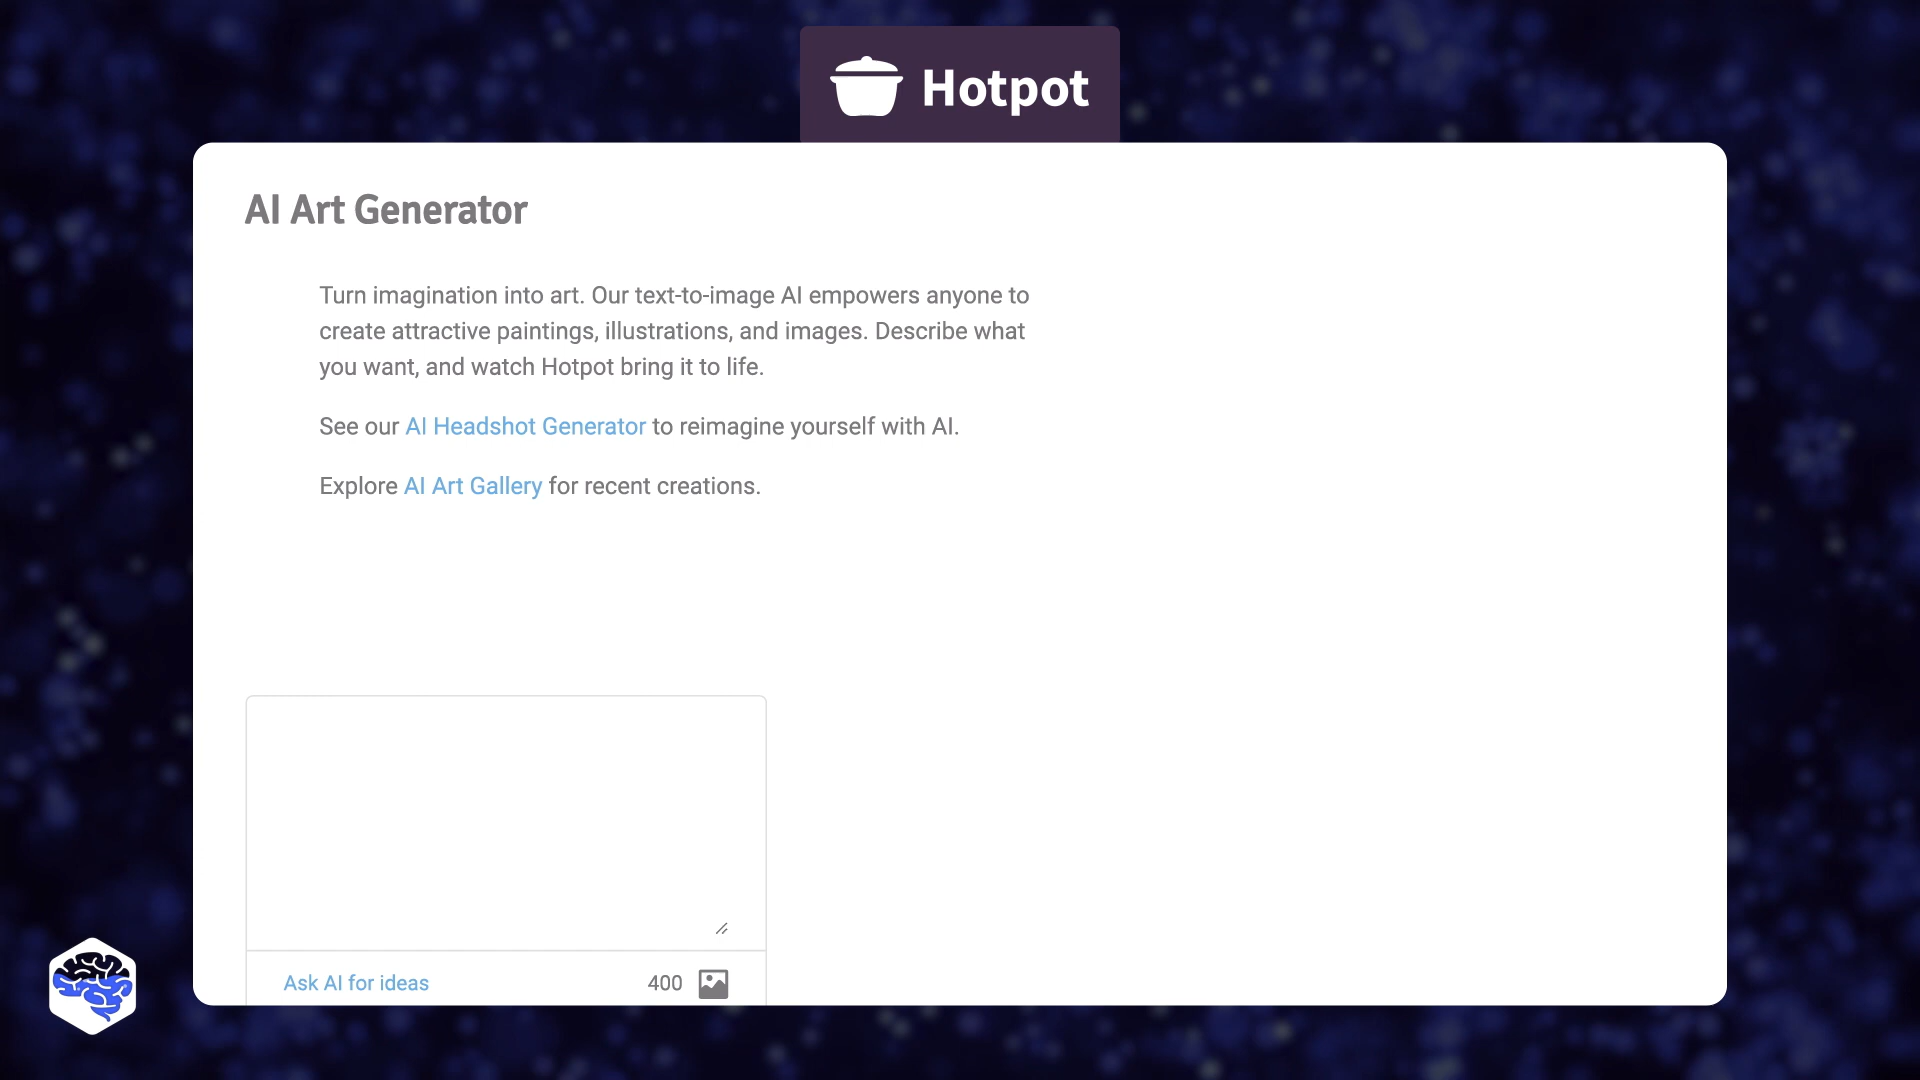 Hotpot
AI Art Generator
Turn imagination into art. Our text-to-image AI empowers anyone to
create attractive paintings, illustrations, and images. Describe what
you want, and watch Hotpot bring it to life.
See our AI Headshot Generator to reimagine yourself with AI.
Explore AI Art Gallery for recent creations.
Ask AI for ideas 400